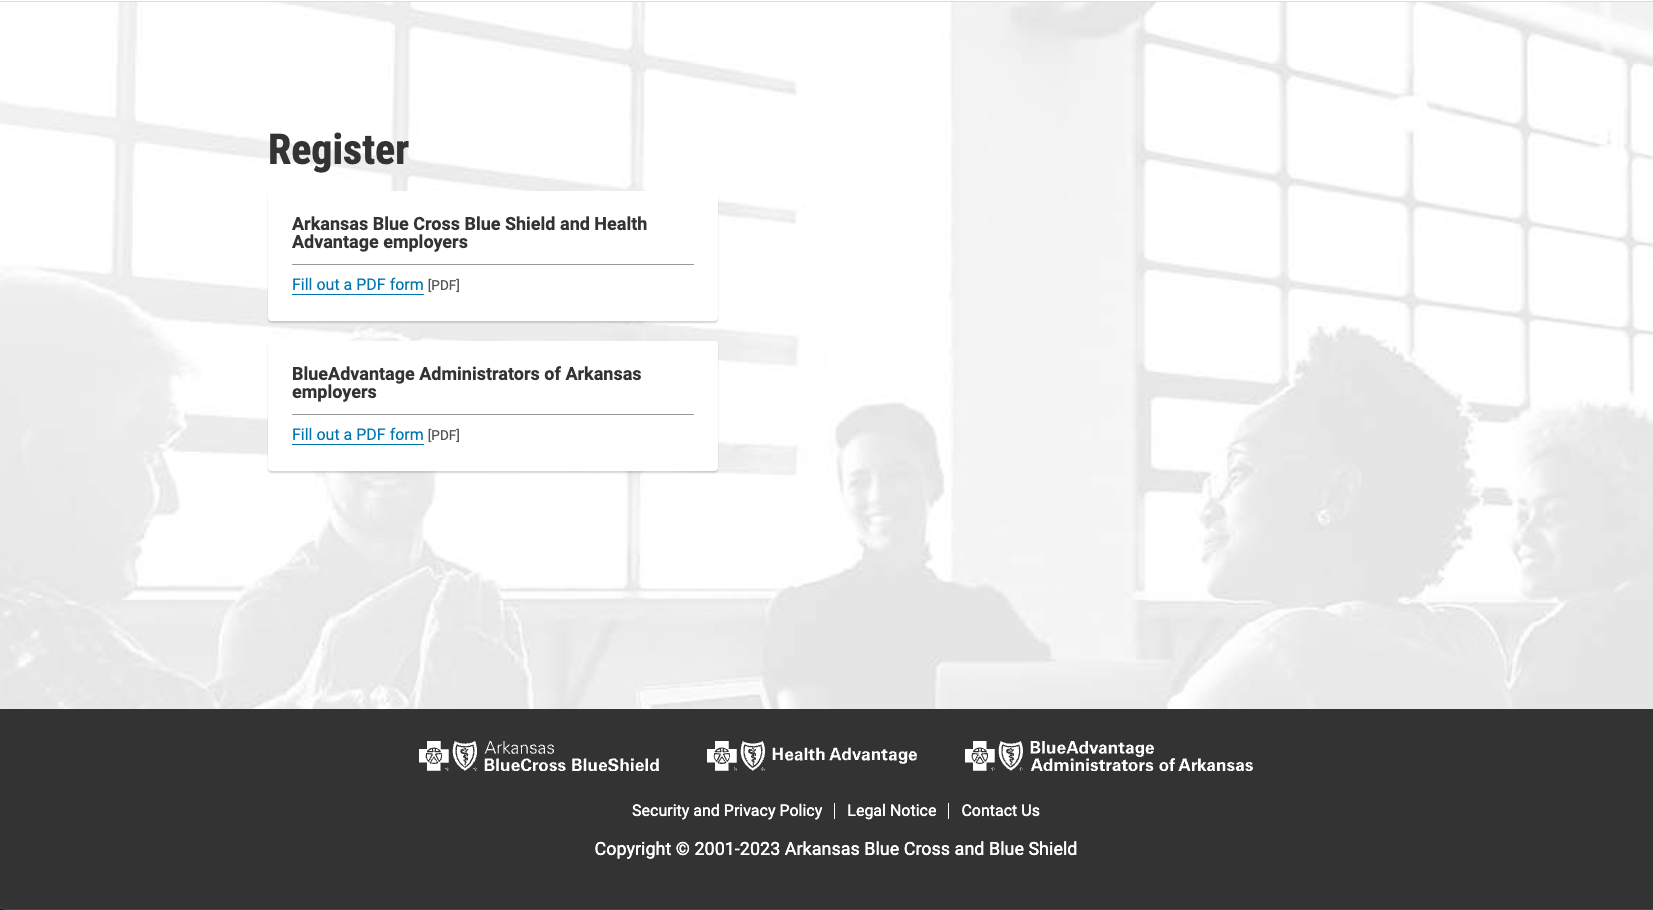 Register
Arkansas Blue Cross Blue Shield and Health
Advantage employers
Fill out a PDF form [PDF]
BlueAdvantage Administrators of Arkansas
employers
Fill out a PDF form [PDF]
Arkansas
BlueCross BlueShield
Health Advantage
BlueAdvantage
Administrators of Arkansas
Security and Privacy Policy | Legal Notice | Contact Us
Copyright © 2001-2023 Arkansas Blue Cross and Blue Shield